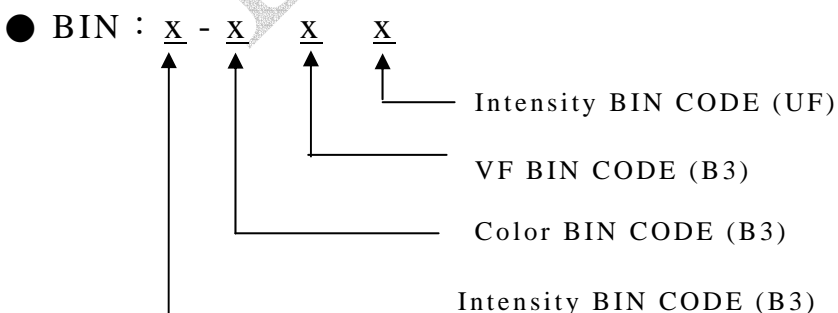 ● BIN：x - x x x
Intensity BIN CODE (UF)
VF BIN CODE (B3)
Color BIN CODE (B3)
Intensity BIN CODE (B3)